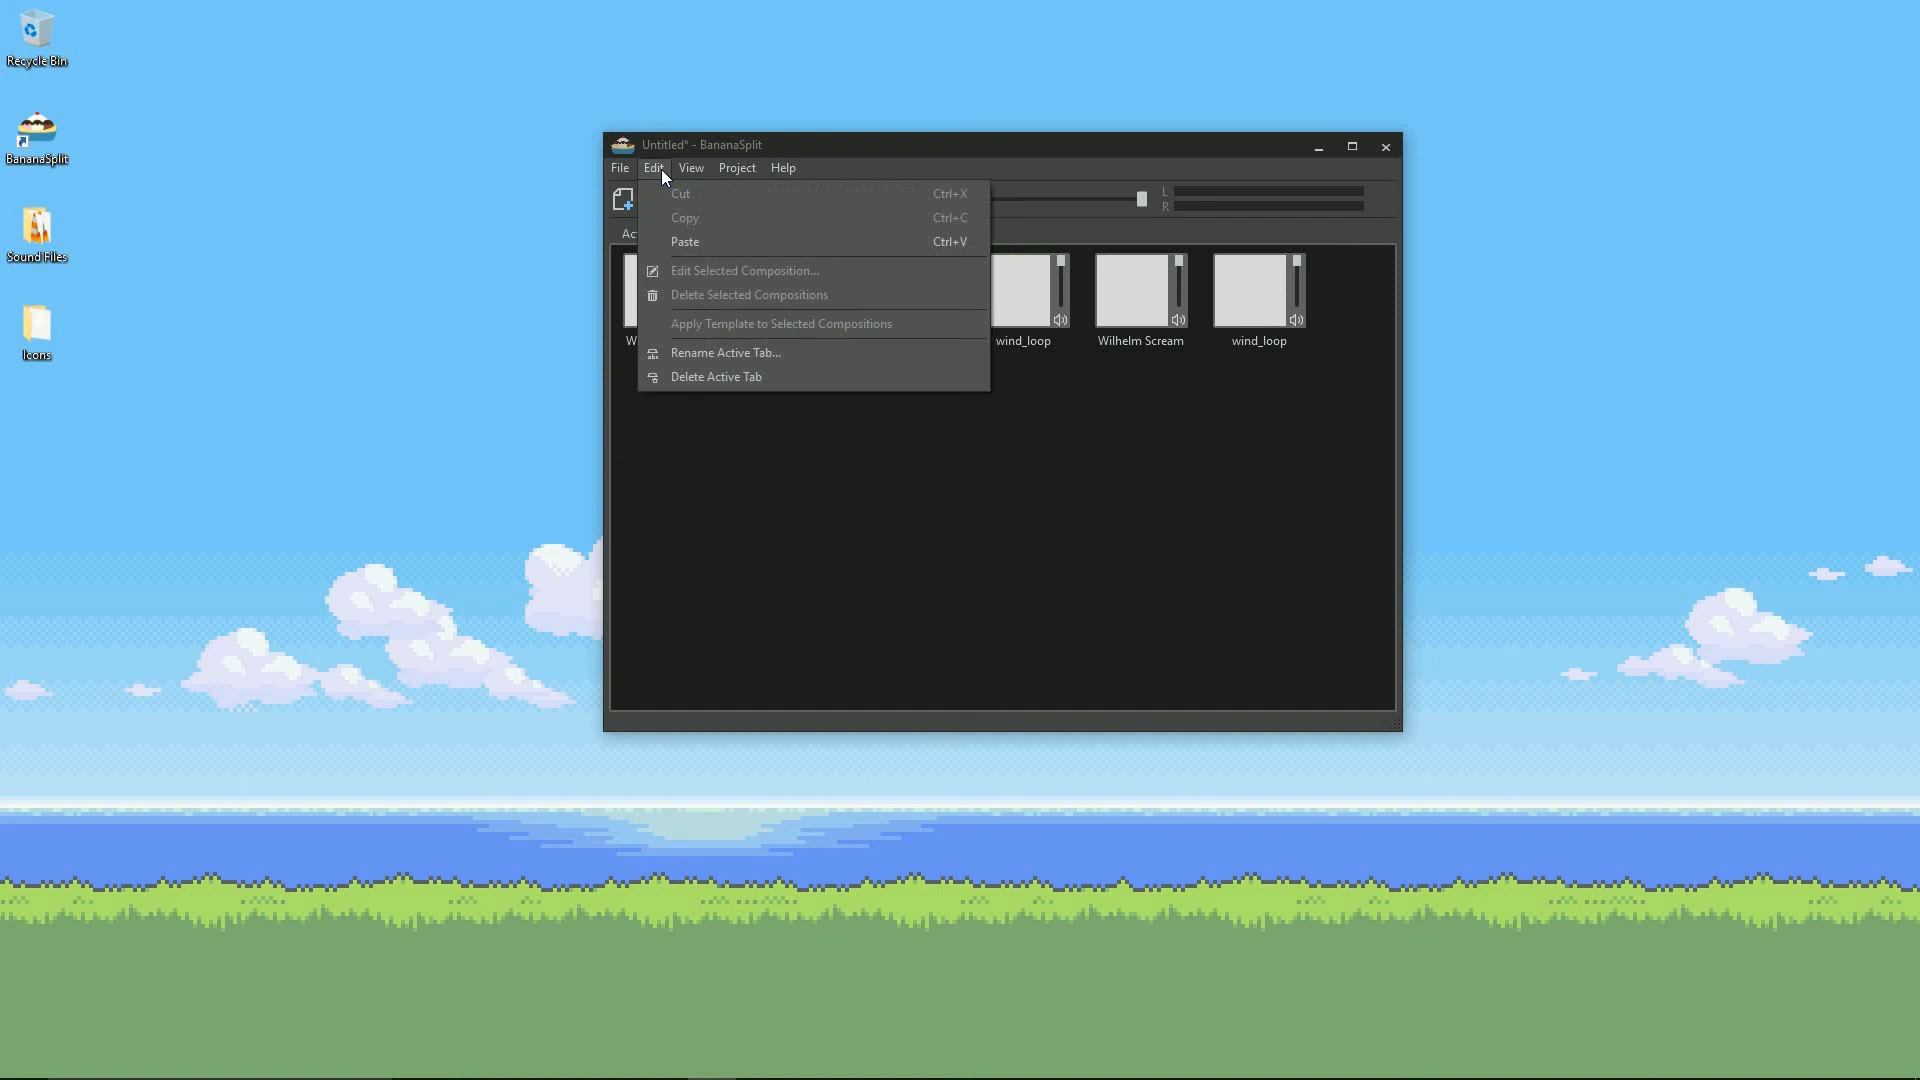 Recycle Bin
BananaSplit
Sound Files
Icons
Untitled* - BananaSplit
File Edit View Project Help
Cut Ctrl+X
Copy Ctrl+C
Paste Ctrl+V
Edit Selected Composition...
Delete Selected Compositions
Apply Template to Selected Compositions
Rename Active Tab...
Delete Active Tab
L
R
wind_loop
Wilhelm Scream
wind_loop